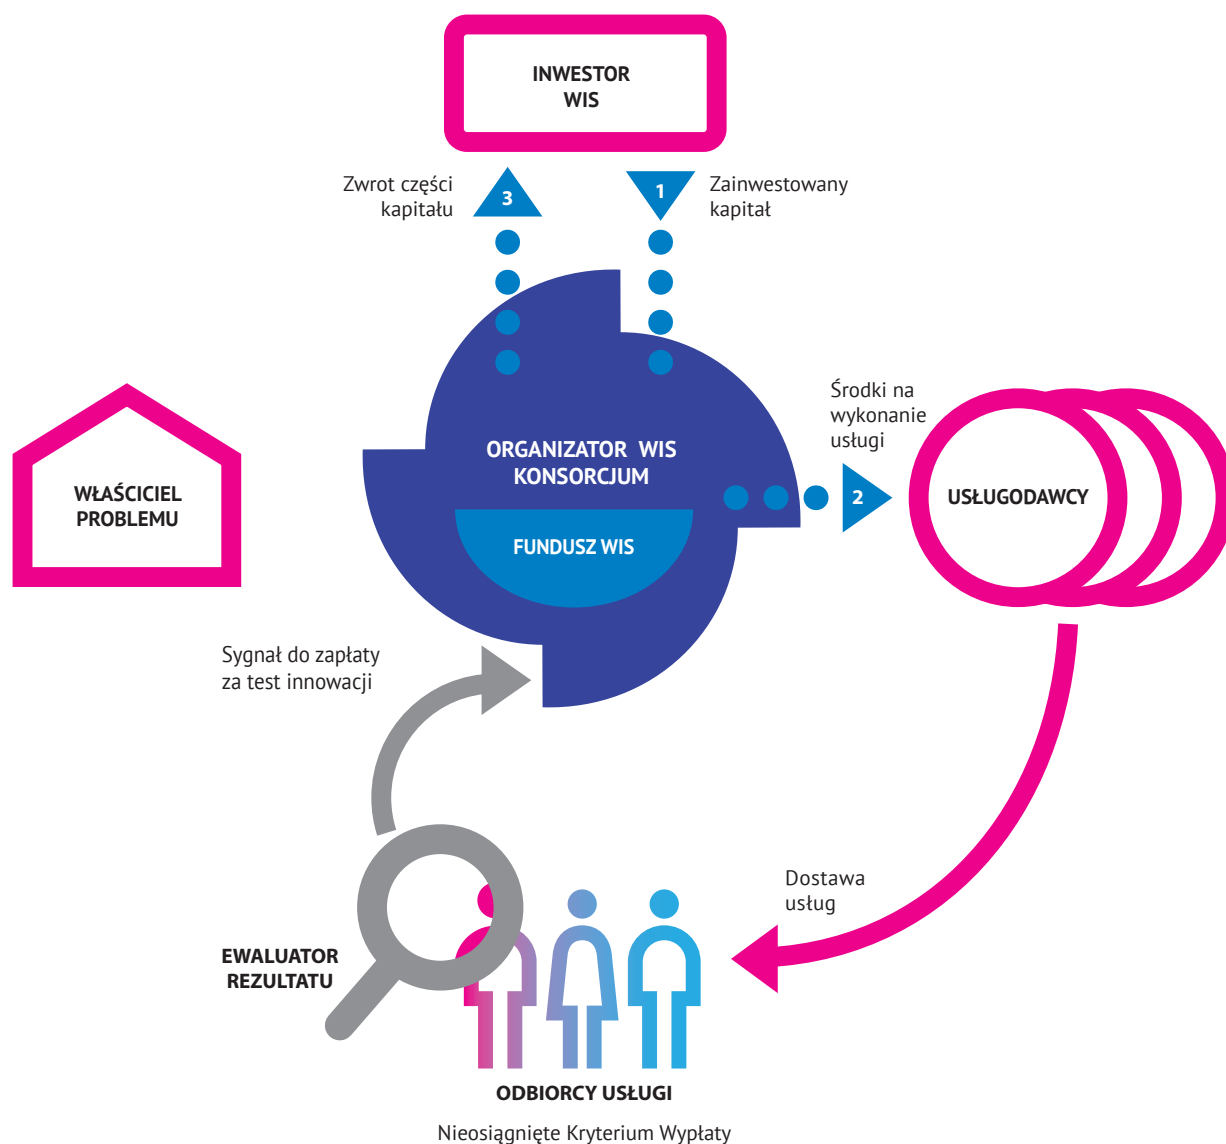 INWESTOR
WIS
Zwrot części
kapitału
3
1
Zainwestowany
kapitał
Środki na
wykonanie
usługi
ORGANIZATOR WIS
KONSORCJUM
FUNDUSZ WIS
2
USŁUGODAWCY
WŁAŚCICIEL
PROBLEMU
Sygnał do zapłaty
za test innowacji
Dostawa
usług
EWALUATOR
REZULTATU
ODBIORCY USŁUGI
Nieosiągnięte Kryterium Wypłaty